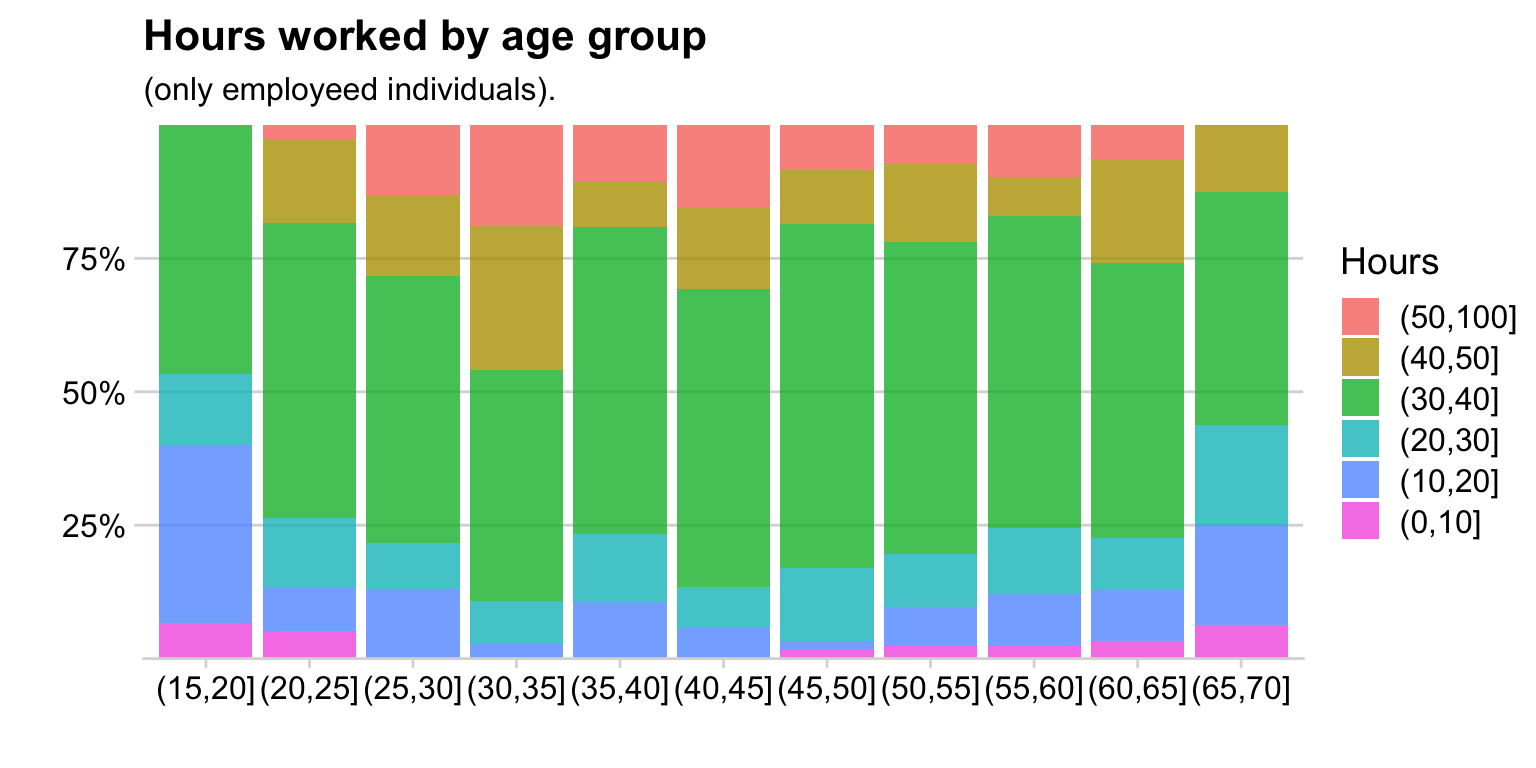 Hours worked by age group
(only employeed individuals).
75%
50%
25%
(15,20] (20,25] (25,30] (30,35] (35,40] (40,45] (45,50] (50,55] (55,60] (60,65] (65,70]
Hours
(50,100]
(40,50]
(30,40]
(20,30]
(10,20]
(0,10]